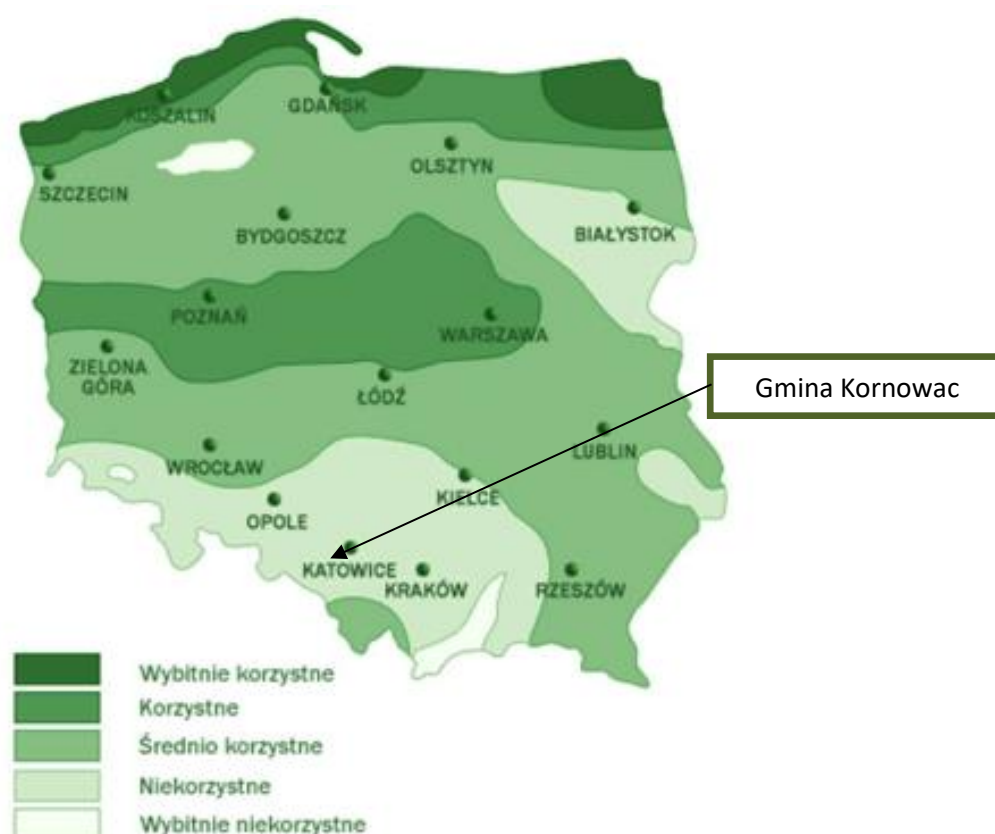 KOSZALIN
GDAŃSK
OLSZTYN
SZCZECIN
BIAŁYSTOK
BYDGOSZCZ
POZNAŃ
WARSZAWA
ZIELONA
GÓRA
ŁÓDŹ
Gmina Kornowac
LUBLIN
WROCŁAW
KIELCE
OPOLE
KATOWICE
KRAKÓW
RZESZÓW
Wybitnie korzystne
Korzystne
Średnio korzystne
Niekorzystne
Wybitnie niekorzystne